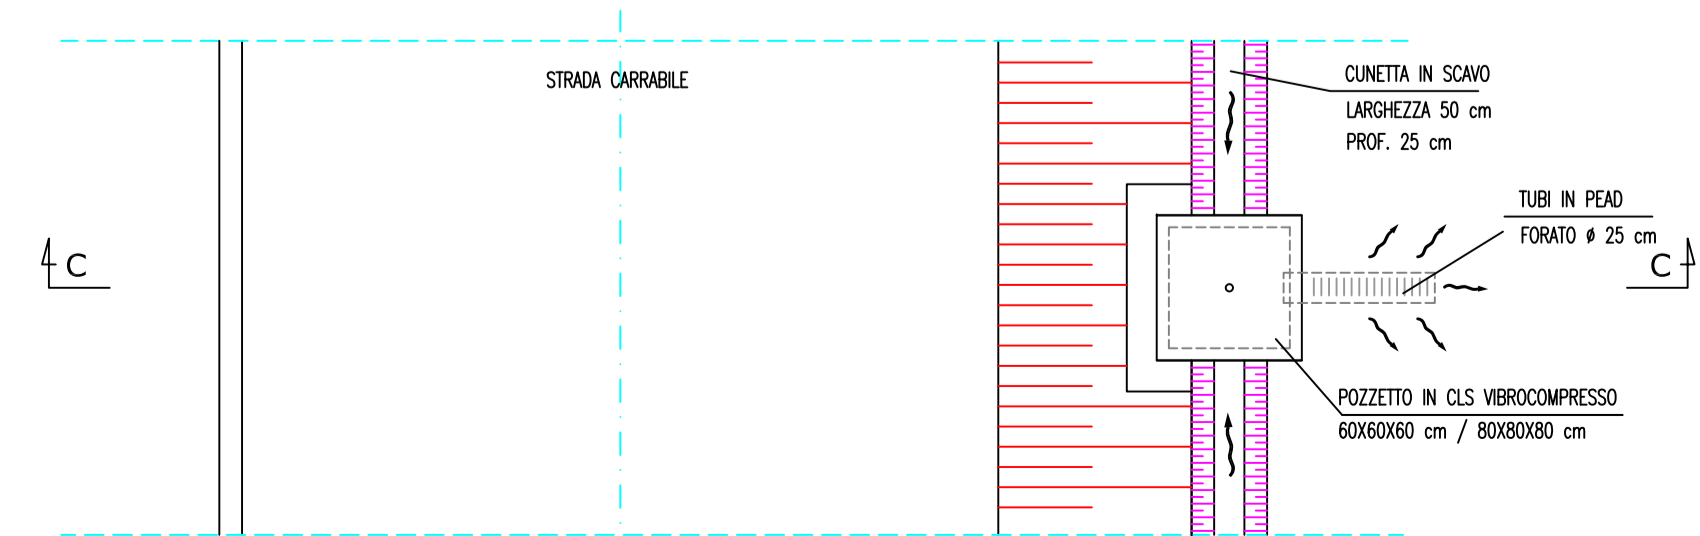 STRADA CARRABILE
CUNETTA IN SCAVO
LARGHEZZA 50 cm
PROF. 25 cm
TUBI IN PEAD
FORATO Ø 25 cm
C
C
POZZETTO IN CLS VIBROCOMPRESSO
60X60X60 cm / 80X80X80 cm